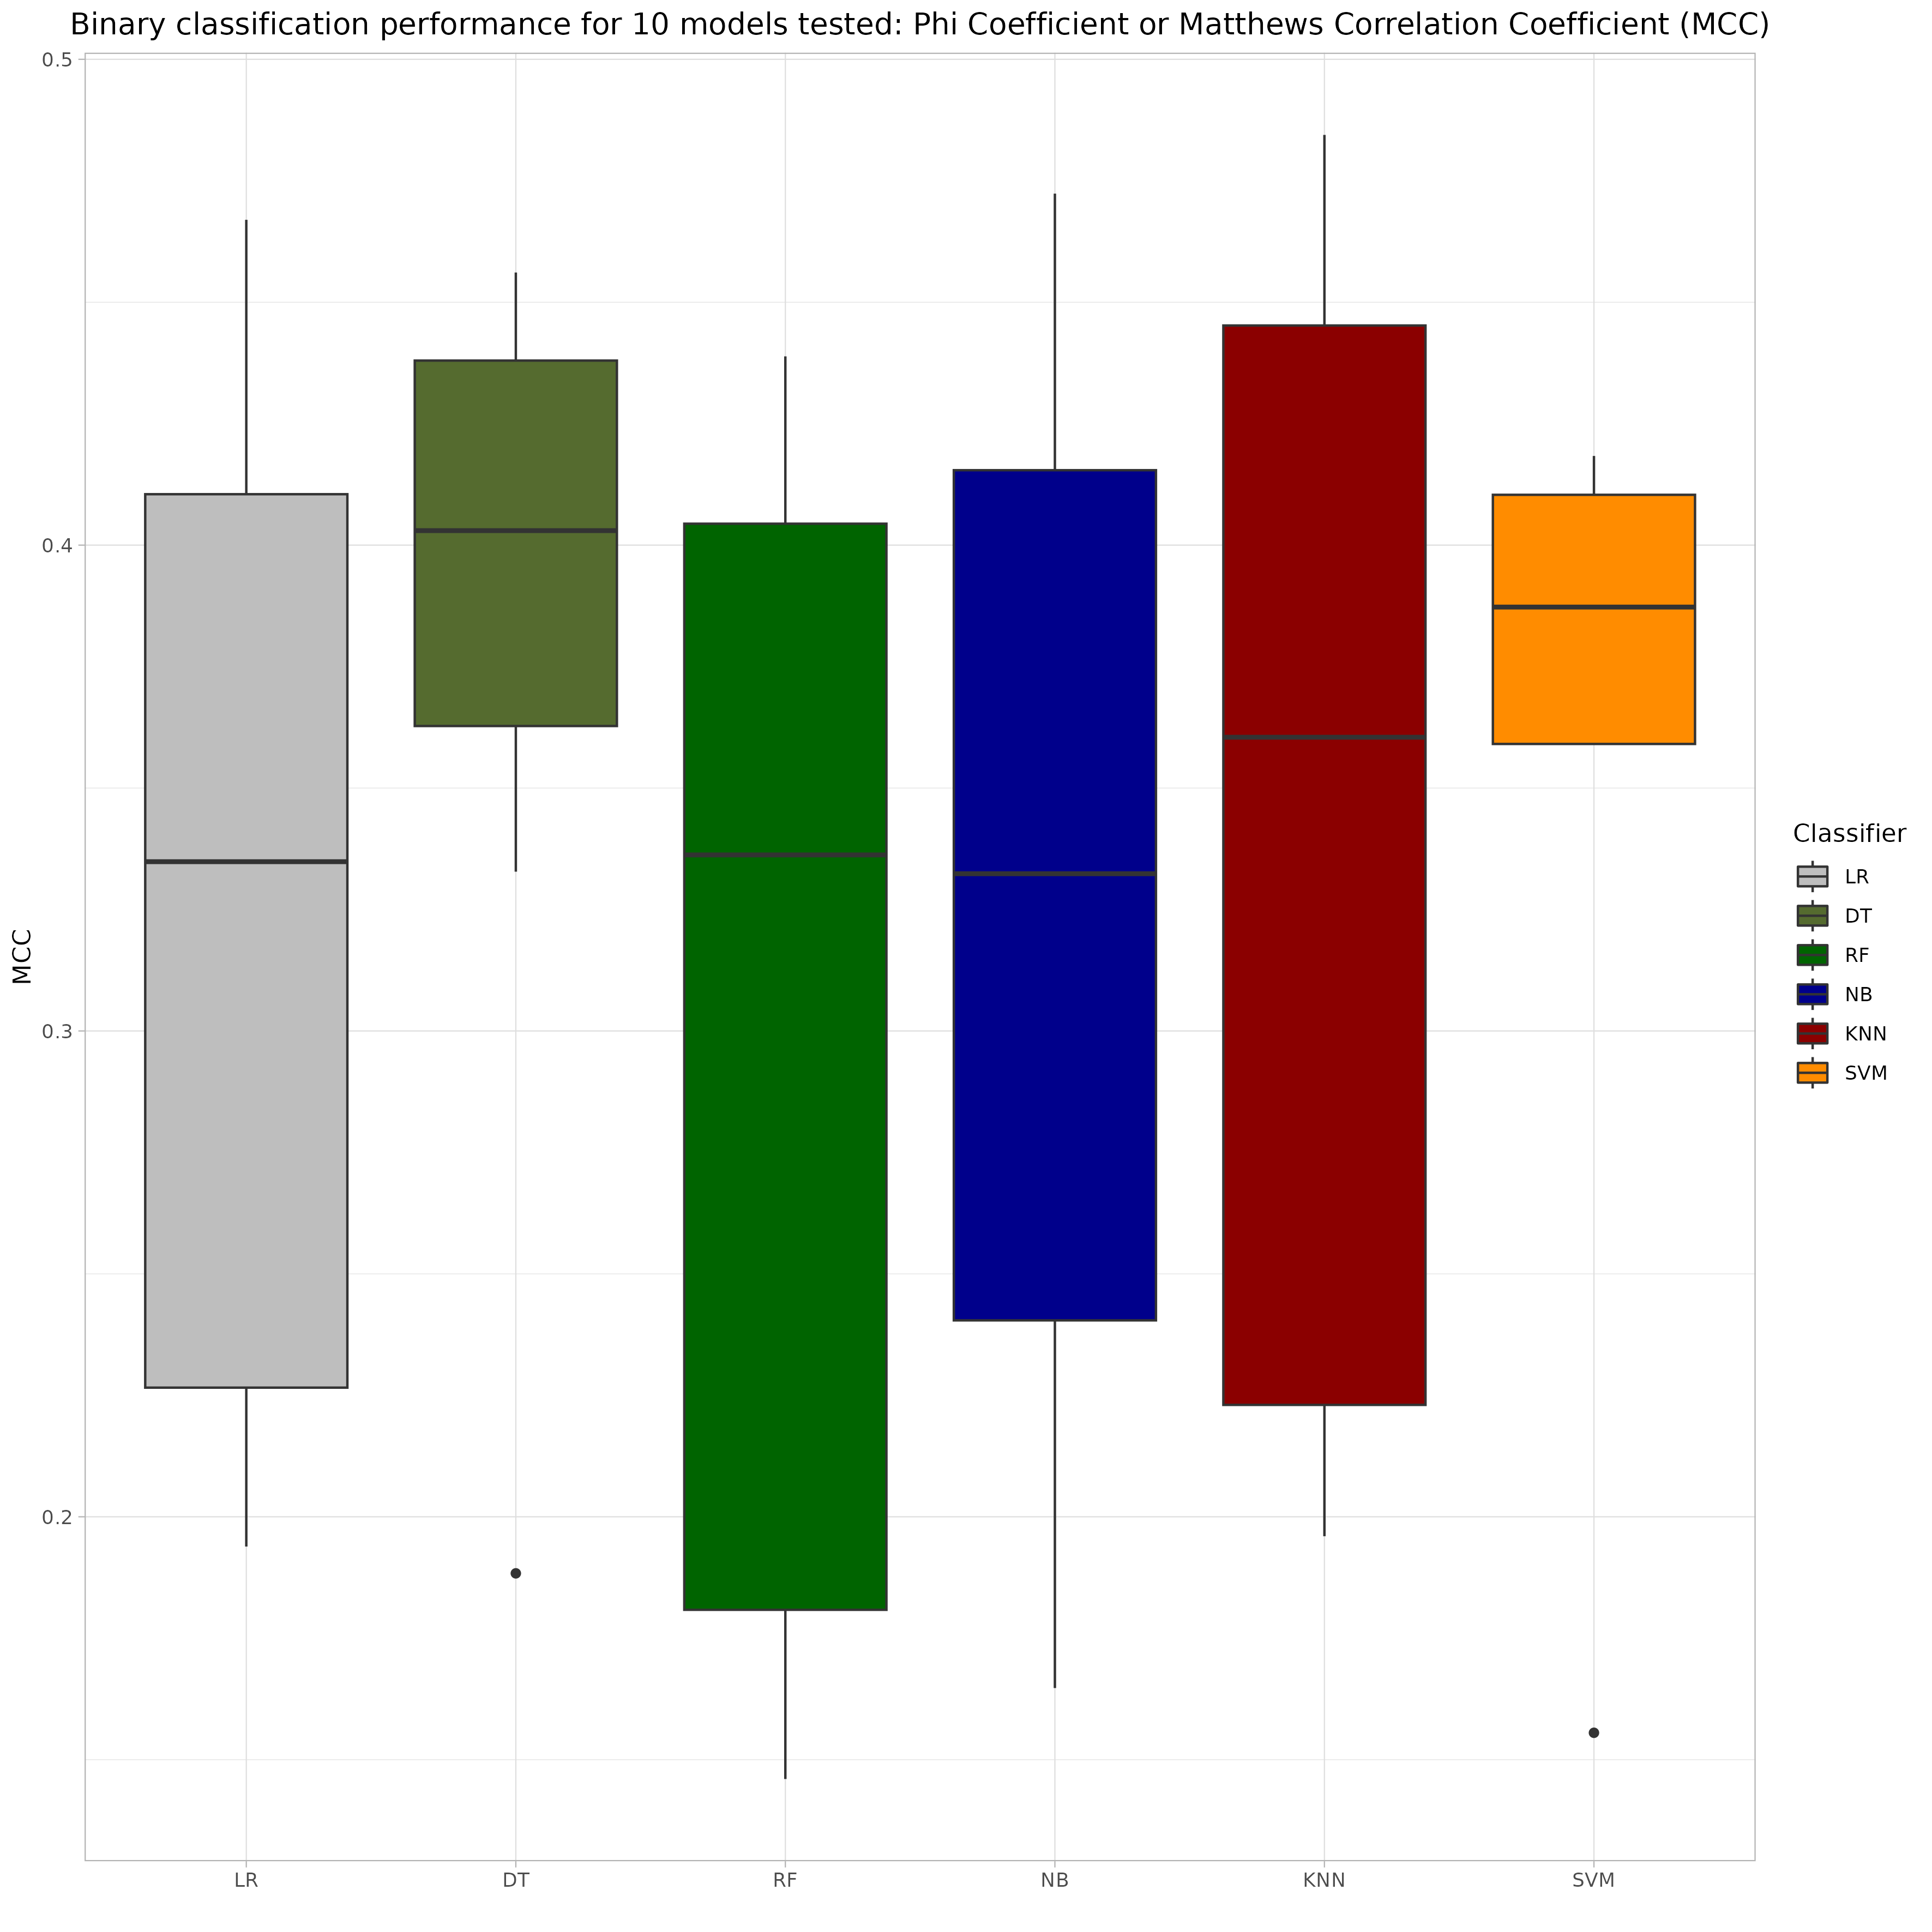 Binary classification performance for 10 models tested: Phi Coefficient or Matthews Correlation Coefficient (MCC)
0.5
0.4
0.3
0.2
MCC
LR DT RF NB KNN SVM
Classifier
LR
DT
RF
NB
KNN
SVM